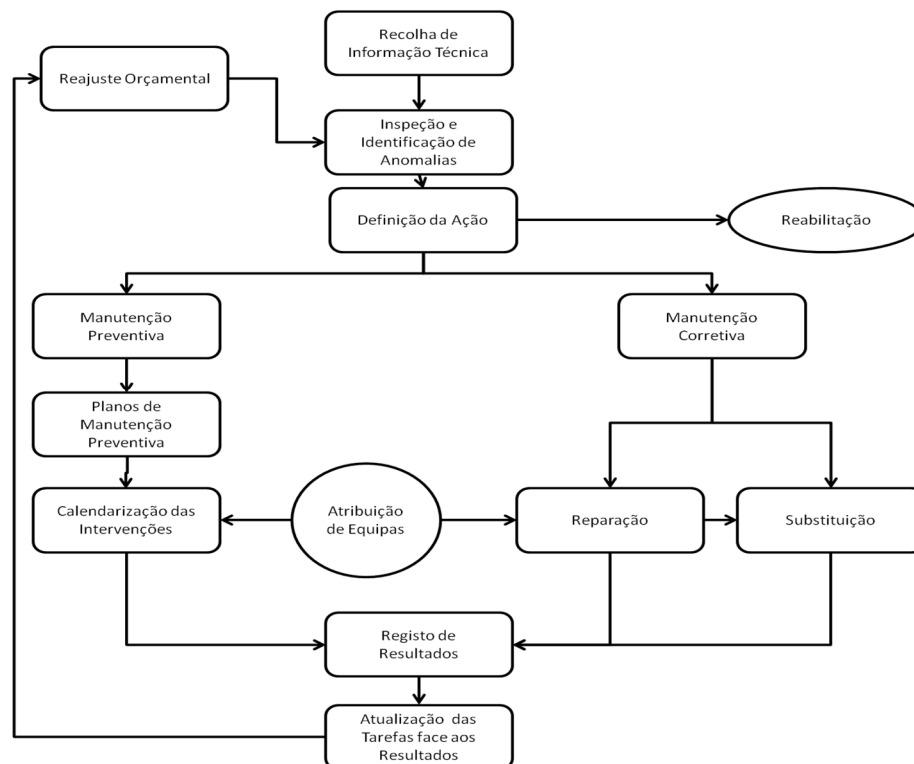 Recolha de
Informação Técnica
Reajuste Orçamental
Inspeção e
Identificação de
Anomalias
Definição da Ação
Reabilitação
Manutenção
Preventiva
Manutenção
Corretiva
Planos de
Manutenção
Preventiva
Calendarização das
Intervenções
Atribuição
de Equipas
Reparação
Substituição
Registo de
Resultados
Atualização das
Tarefas face aos
Resultados